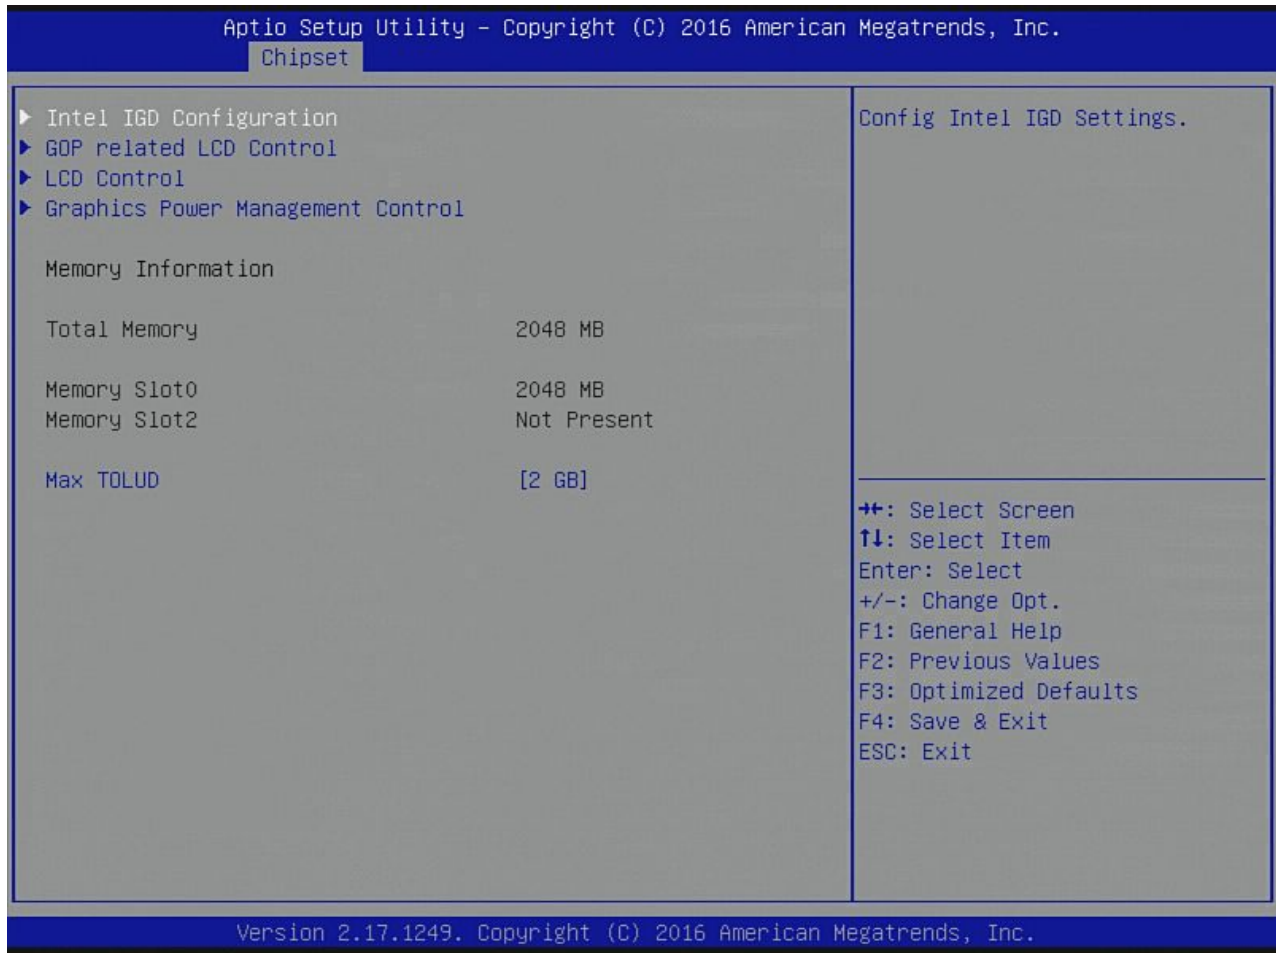 Aptio Setup Utility – Copyright (C) 2016 American Megatrends, Inc.
Chipset
Intel IGD Configuration
GOP related LCD Control
LCD Control
Graphics Power Management Control
Memory Information
Total Memory 2048 MB
Memory Slot0 2048 MB
Memory Slot2 Not Present
Max TOLUD [2 GB]
Config Intel IGD Settings.
→←: Select Screen
↑↓: Select Item
Enter: Select
+/-: Change Opt.
F1: General Help
F2: Previous Values
F3: Optimized Defaults
F4: Save & Exit
ESC: Exit
Version 2.17.1249. Copyright (C) 2016 American Megatrends, Inc.